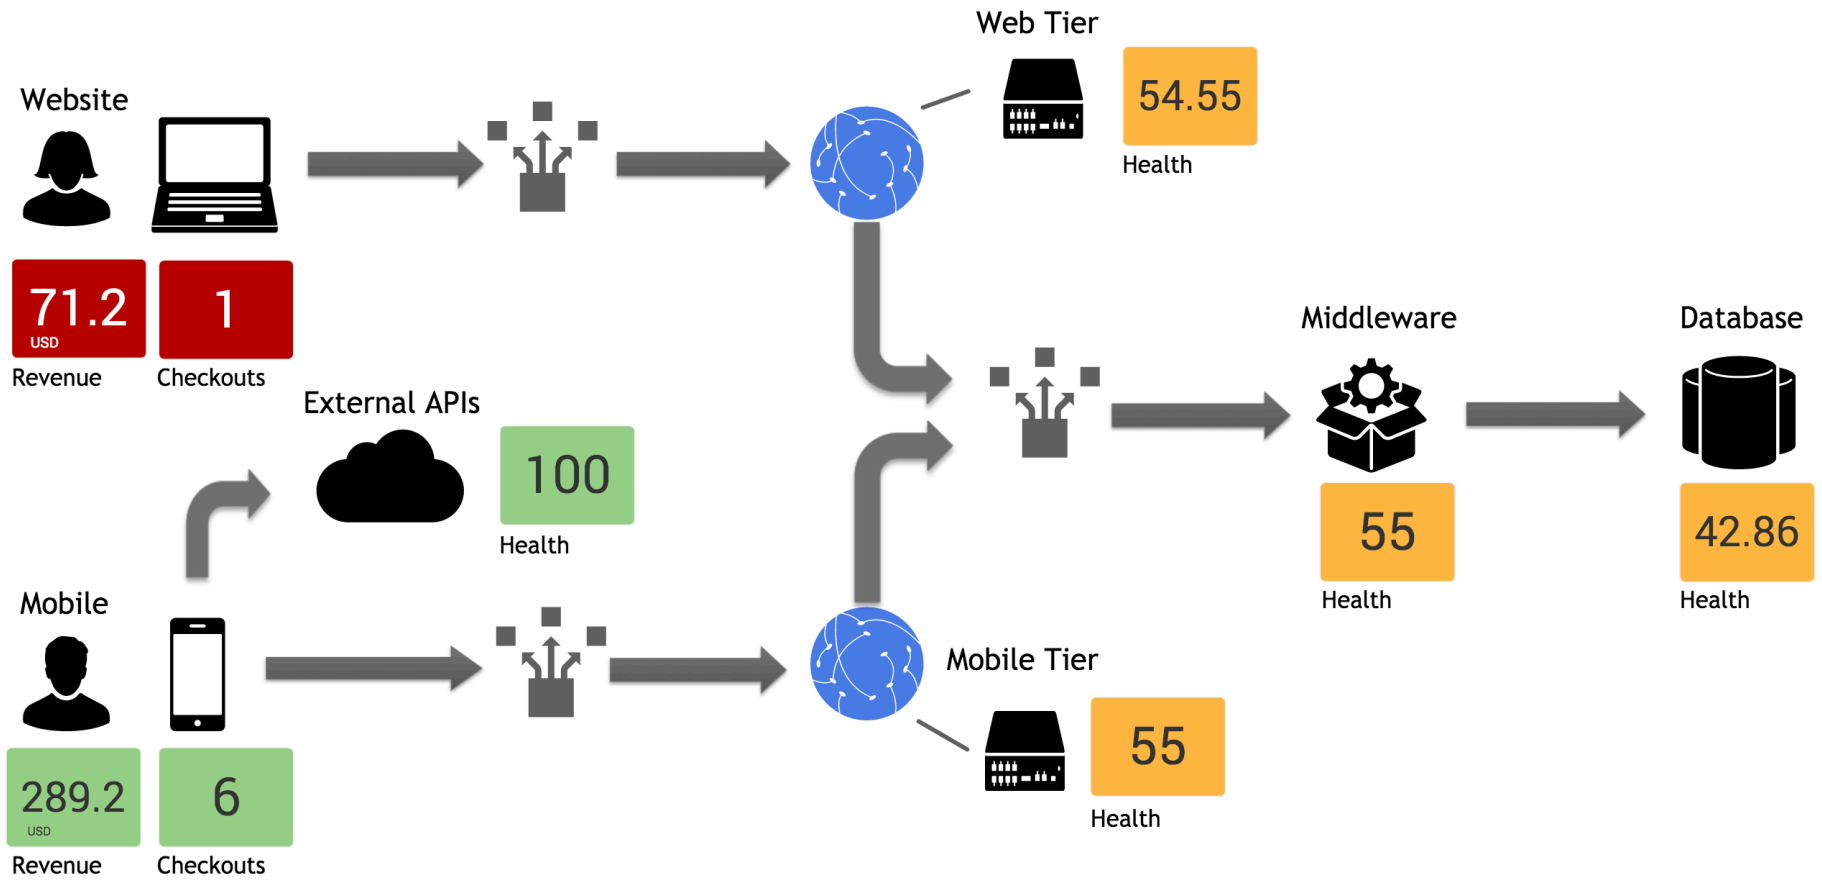 Web Tier
54.55
Health
Website
71.2
USD
Revenue
1
Checkouts
External APIs
100
Health
Middleware
55
Health
Database
42.86
Health
Mobile
289.2
USD
Revenue
6
Checkouts
Mobile Tier
55
Health